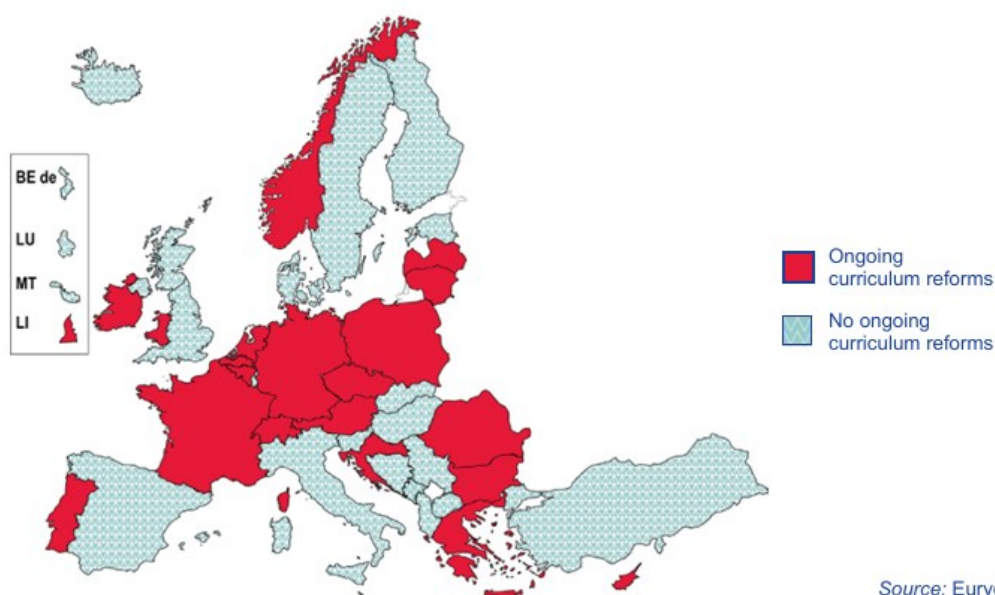 BE de
LU
MT
LI
Ongoing
curriculum reforms
No ongoing
curriculum reforms
Source: